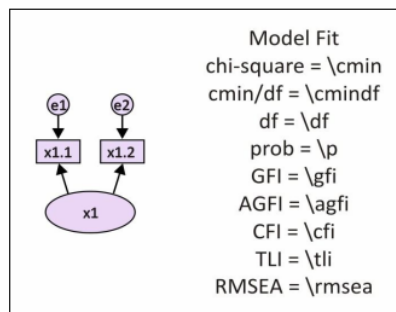 e1
e2
x1.1
x1.2
x1
Model Fit
chi-square = \cmin
cmin/df = \cmindf
df = \df
prob = \p
GFI = \gfi
AGFI = \agfi
CFI = \cfi
TLI = \tli
RMSEA = \rmsea